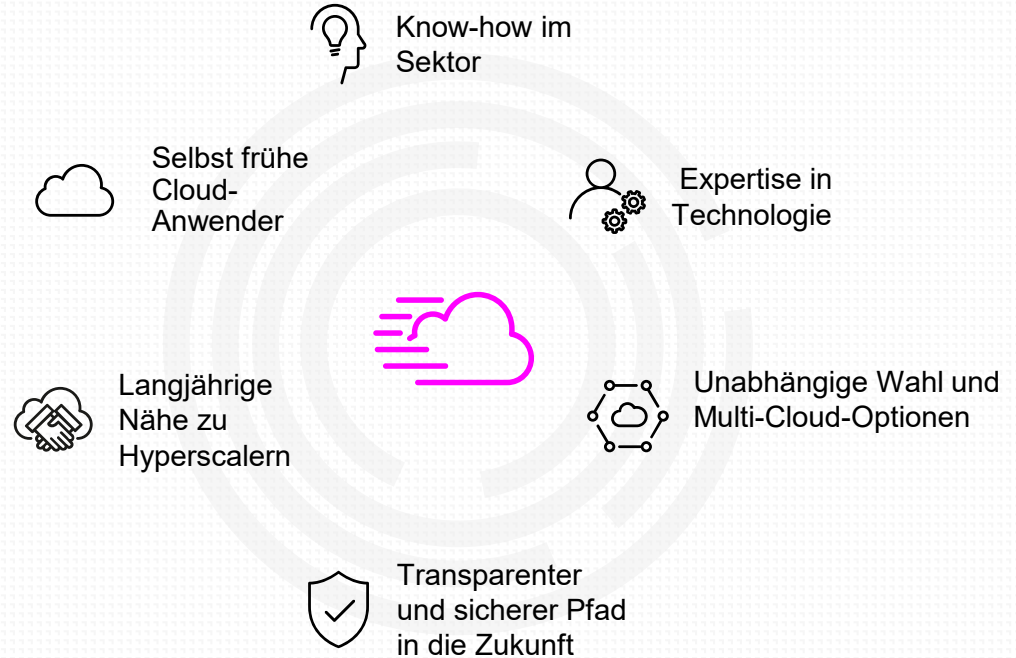 Know-how im
Sektor
Selbst frühe
Cloud-
Anwender
Expertise in
Technologie
Langjährige
Nähe zu
Hyperscalern
Unabhängige Wahl und
Multi-Cloud-Optionen
Transparenter
und sicherer Pfad
in die Zukunft